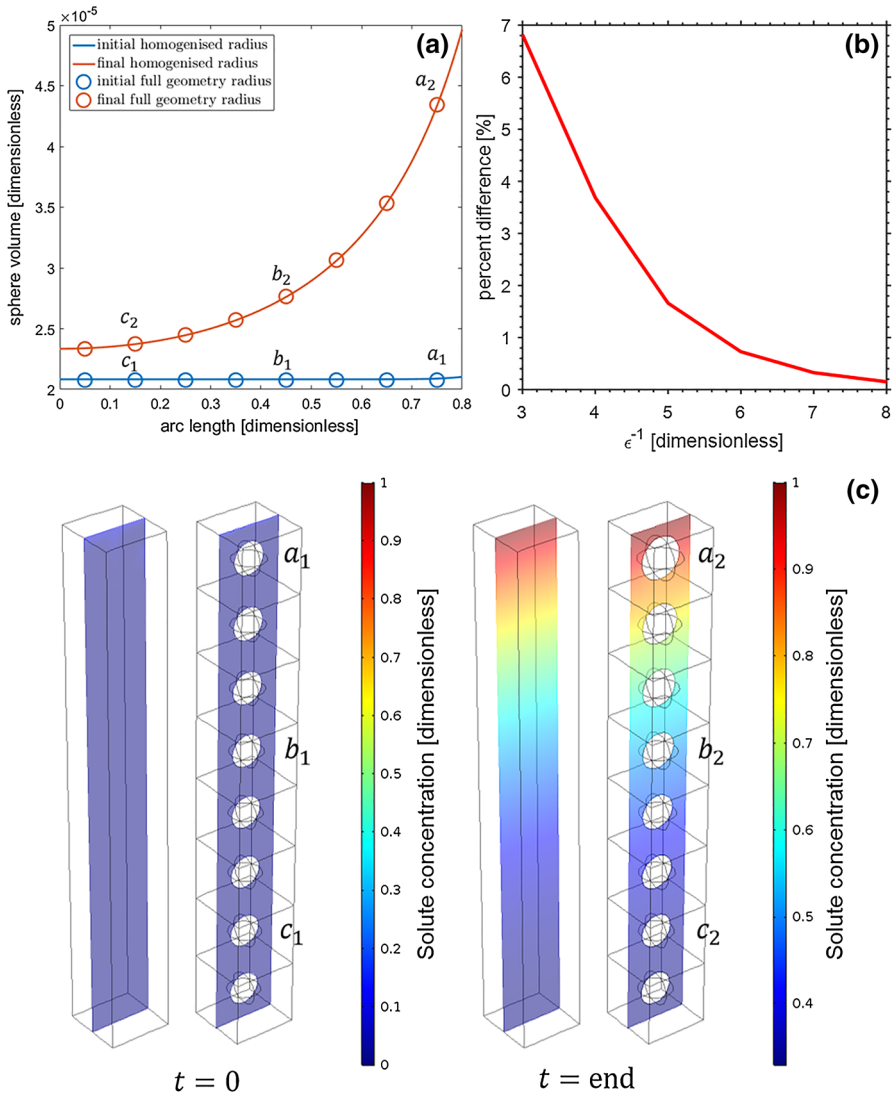 5 ×10⁻⁵
(a)
initial homogenised radius
final homogenised radius
initial full geometry radius
final full geometry radius
4.5
4
3.5
3
2.5
2
sphere volume [dimensionless]
a₂
b₂
c₂
c₁
b₁
a₁
0 0.1 0.2 0.3 0.4 0.5 0.6 0.7 0.8
arc length [dimensionless]
(b)
7
6
5
4
3
2
1
0
percent difference [%]
3 4 5 6 7 8
ϵ⁻¹ [dimensionless]
(c)
a₁
b₁
c₁
1
0.9
0.8
0.7
0.6
0.5
0.4
0.3
0.2
0.1
0
Solute concentration [dimensionless]
t = 0
a₂
b₂
c₂
1
0.9
0.8
0.7
0.6
0.5
0.4
Solute concentration [dimensionless]
t = end